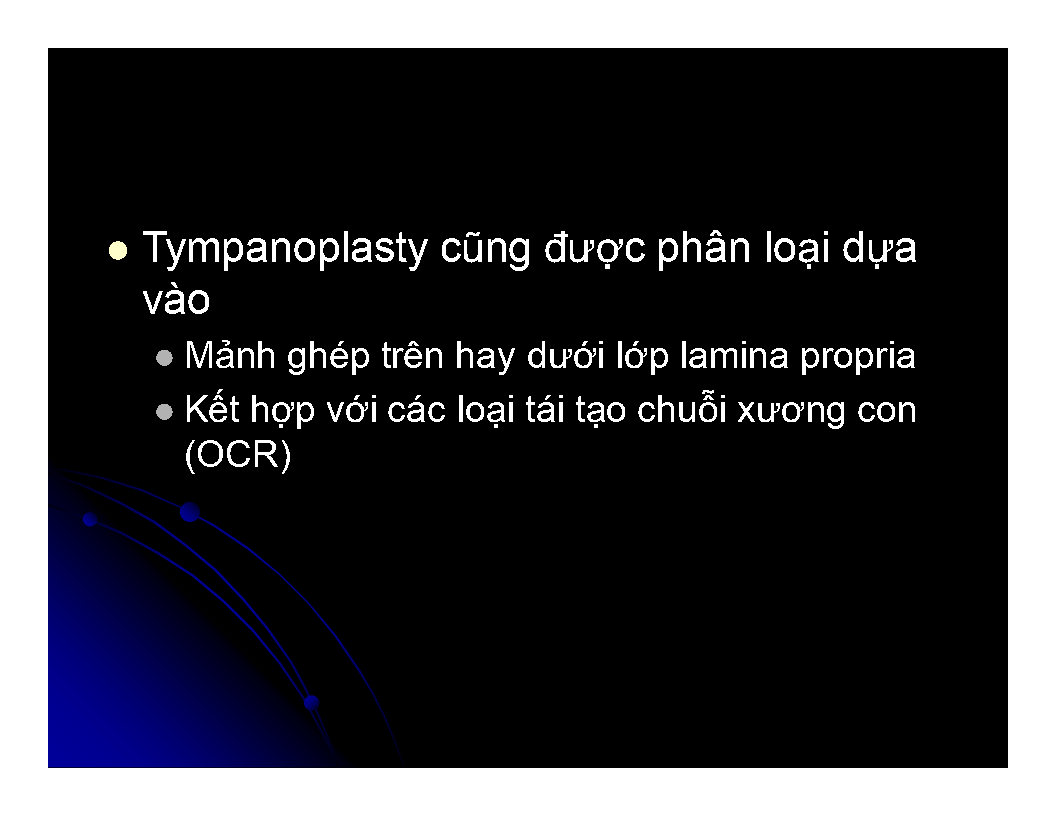 Tympanoplasty cũng được phân loại dựa
vào
Mảnh ghép trên hay dưới lớp lamina propria
Kết hợp với các loại tái tạo chuỗi xương con
(OCR)